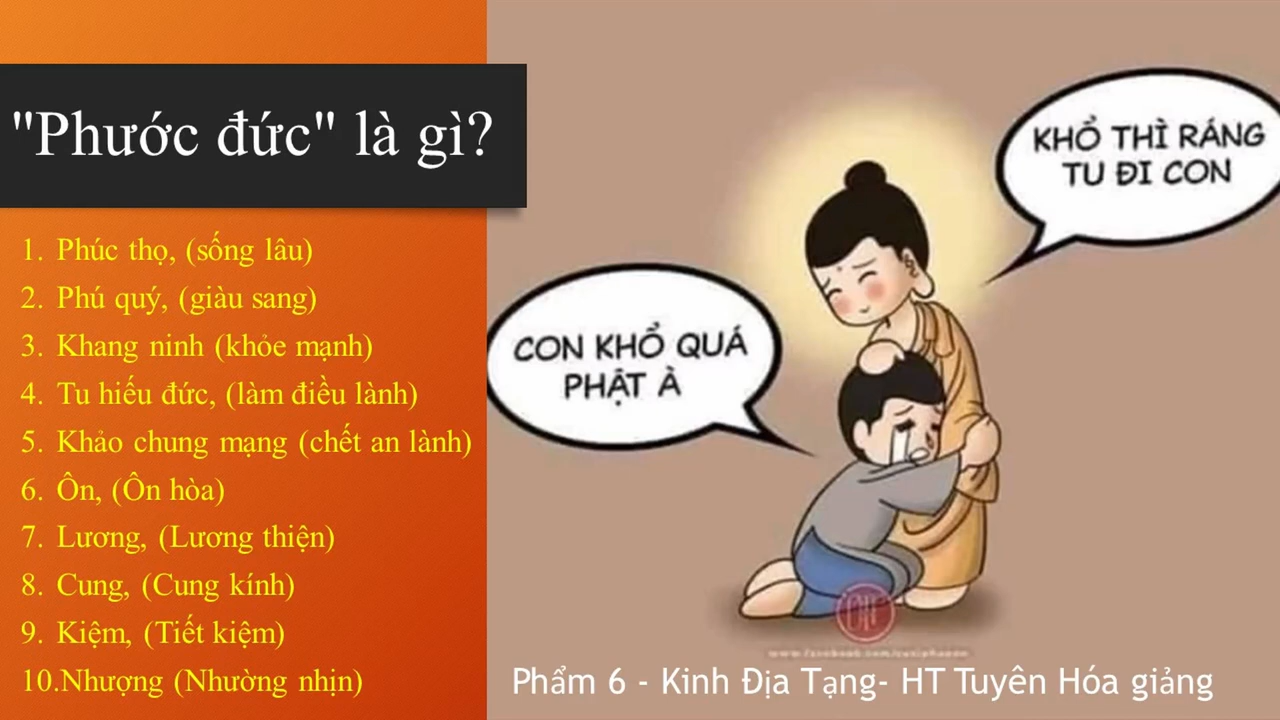 "Phước đức" là gì?
1. Phúc thọ, (sống lâu)
2. Phú quý, (giàu sang)
3. Khang ninh (khỏe mạnh)
4. Tu hiếu đức, (làm điều lành)
5. Khảo chung mạng (chết an lành)
6. Ôn, (Ôn hòa)
7. Lương, (Lương thiện)
8. Cung, (Cung kính)
9. Kiệm, (Tiết kiệm)
10.Nhượng (Nhường nhịn)
KHỔ THÌ RÁNG
TU ĐI CON
CON KHỔ QUÁ
PHẬT À
Phẩm 6 - Kinh Địa Tạng- HT Tuyên Hóa giảng